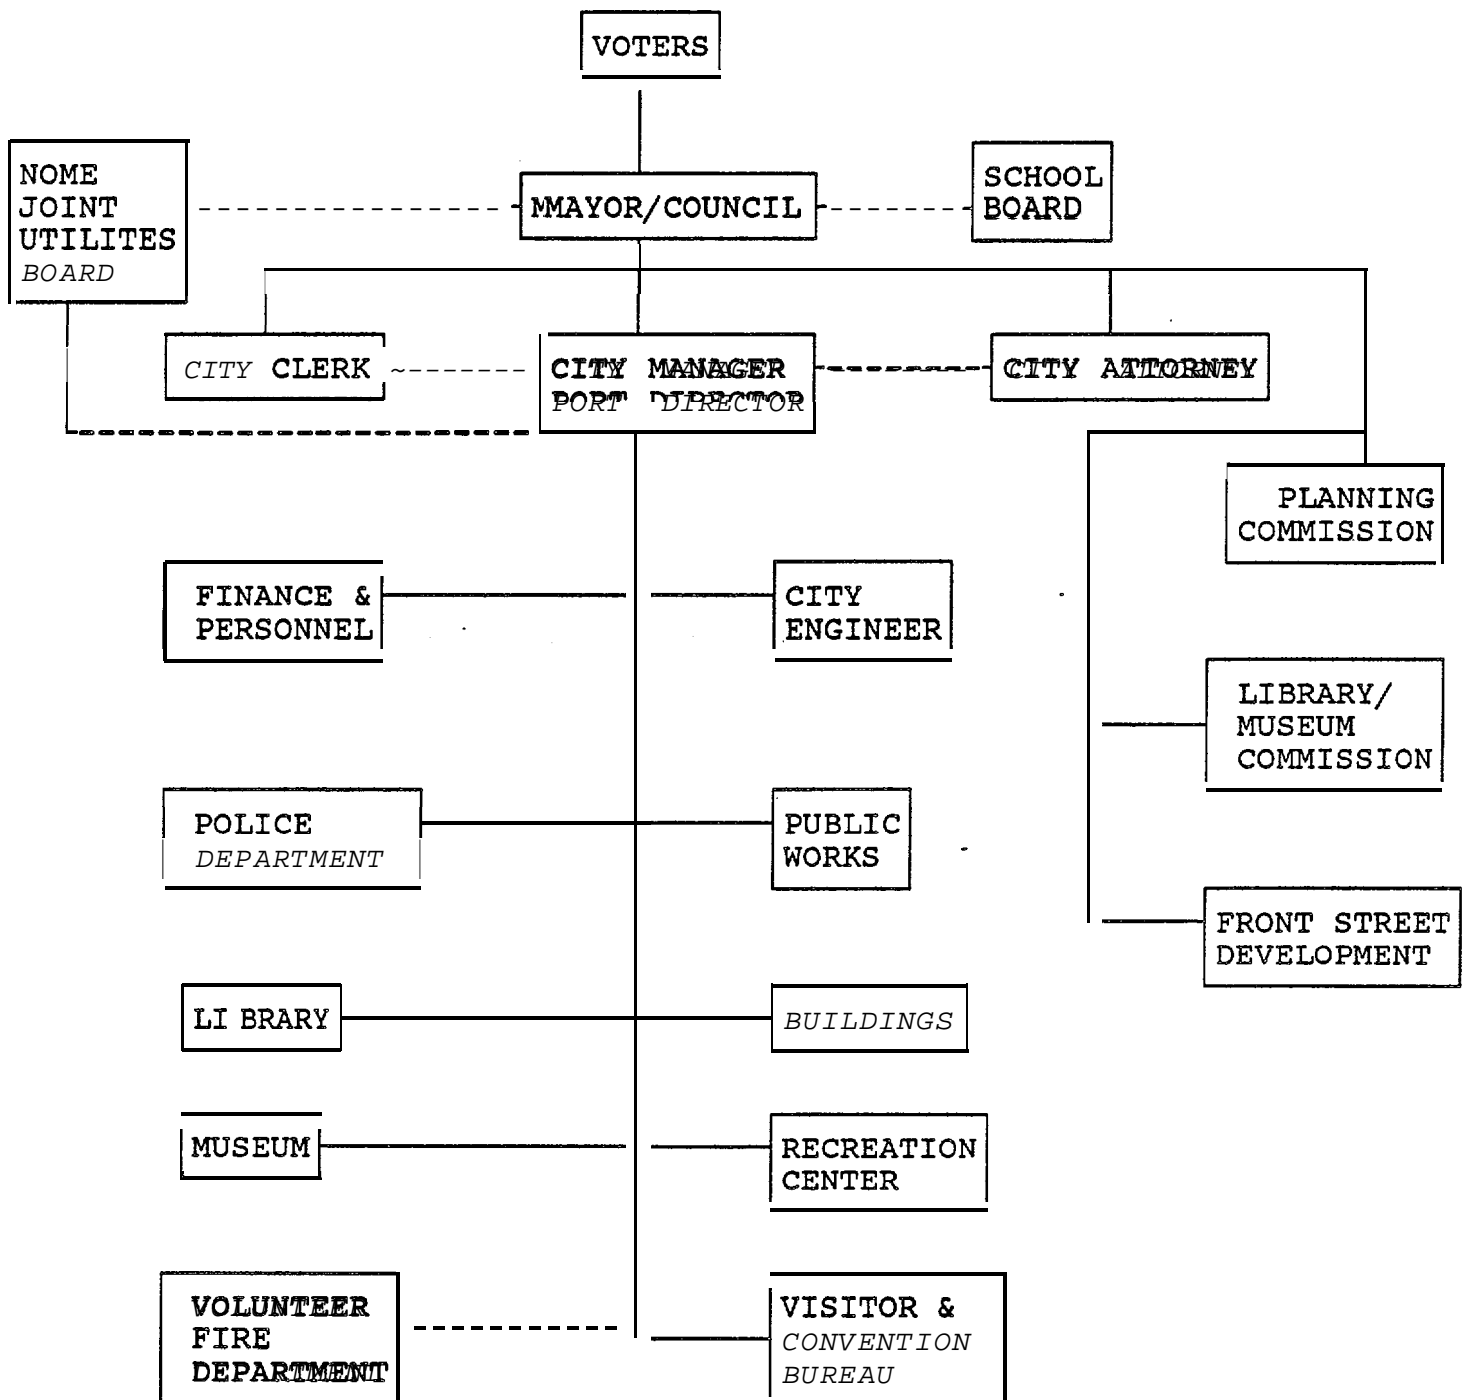 VOTERS
NOME
JOINT
UTILITES
BOARD
MMAYOR/COUNCIL
SCHOOL
BOARD
CITY CLERK
CITY MANAGER
PORT DIRECTOR
CITY ATTORNEY
PLANNING
COMMISSION
FINANCE &
PERSONNEL
CITY
ENGINEER
LIBRARY/
MUSEUM
COMMISSION
POLICE
DEPARTMENT
PUBLIC
WORKS
FRONT STREET
DEVELOPMENT
LI BRARY
BUILDINGS
MUSEUM
RECREATION
CENTER
VOLUNTEER
FIRE
DEPARTMENT
VISITOR &
CONVENTION
BUREAU